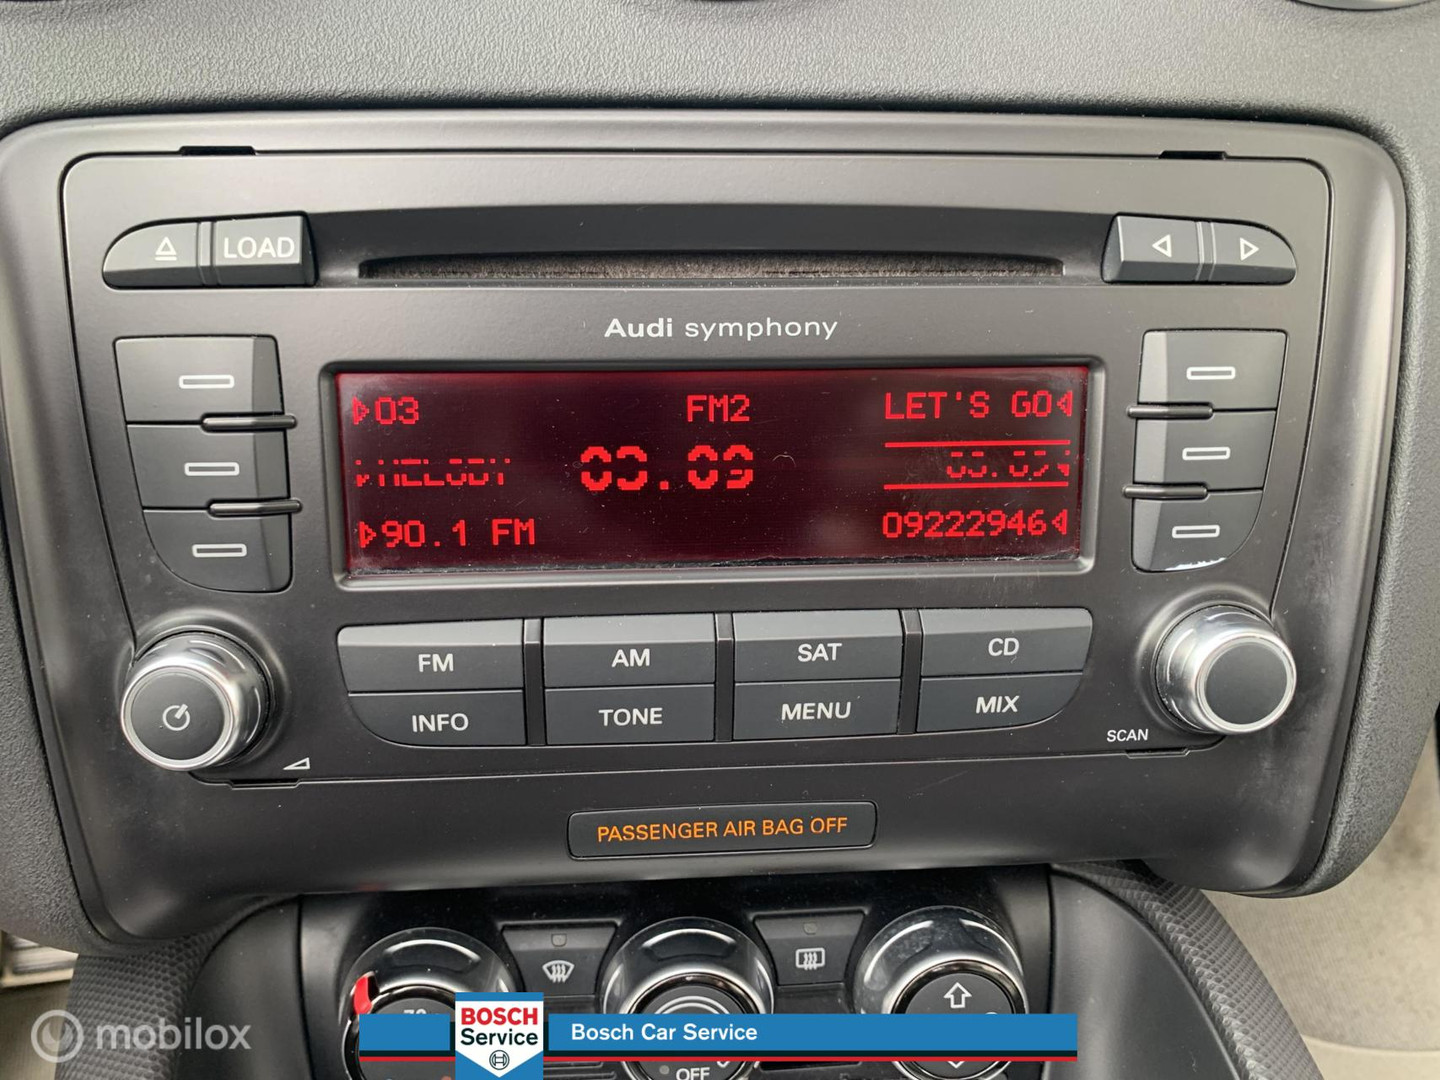 LOAD
Audi symphony
03 FM2 LET'S GO
MELODY
90.1 FM 09222946
FM AM SAT CD
INFO TONE MENU MIX
SCAN
PASSENGER AIR BAG OFF
BOSCH
Service
Bosch Car Service
mobilox
OFF